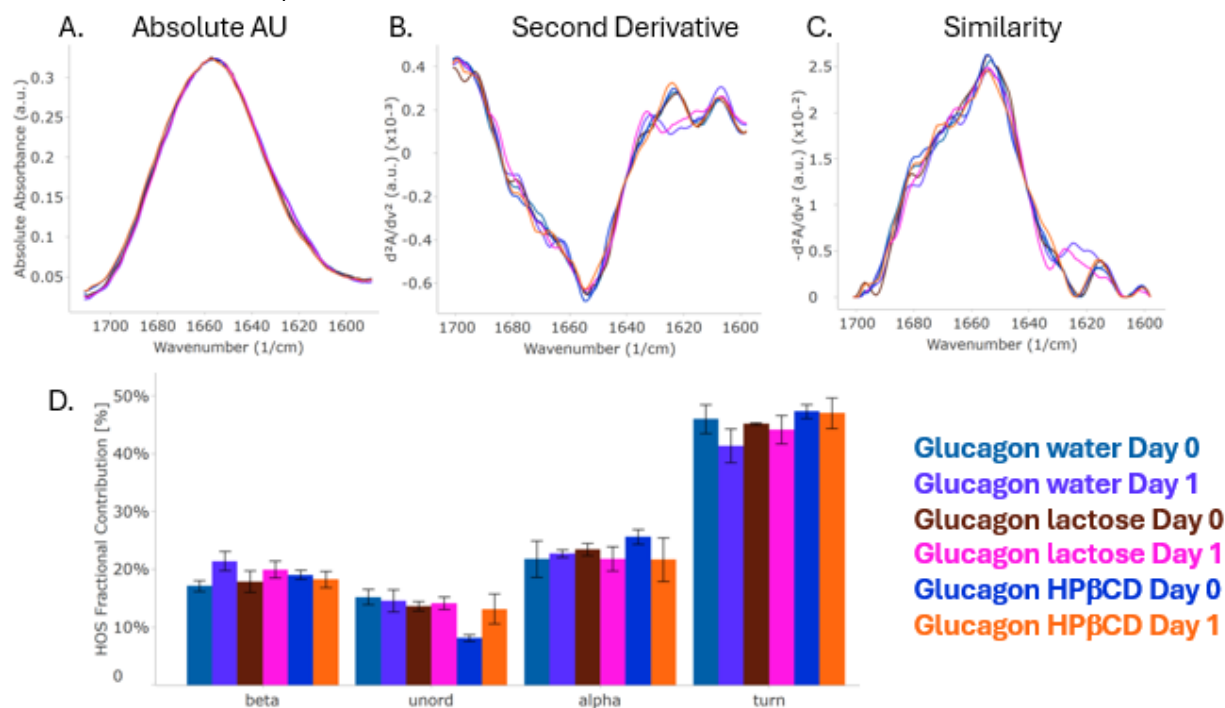 A. Absolute AU
B. Second Derivative
C. Similarity
Absolute Absorbance (a.u.)
0.3
0.25
0.2
0.15
0.1
0.05
1700 1680 1660 1640 1620 1600
Wavenumber (1/cm)
d²A/dv² (a.u.) (x10⁻³)
0.4
0.2
0
-0.2
-0.4
-0.6
1700 1680 1660 1640 1620 1600
Wavenumber (1/cm)
-d²A/dv² (a.u.) (x10⁻²)
2.5
2
1.5
1
0.5
0
1700 1680 1660 1640 1620 1600
Wavenumber (1/cm)
D.
HOS Fractional Contribution [%]
50%
40%
30%
20%
10%
0
beta unord alpha turn
Glucagon water Day 0
Glucagon water Day 1
Glucagon lactose Day 0
Glucagon lactose Day 1
Glucagon HPβCD Day 0
Glucagon HPβCD Day 1